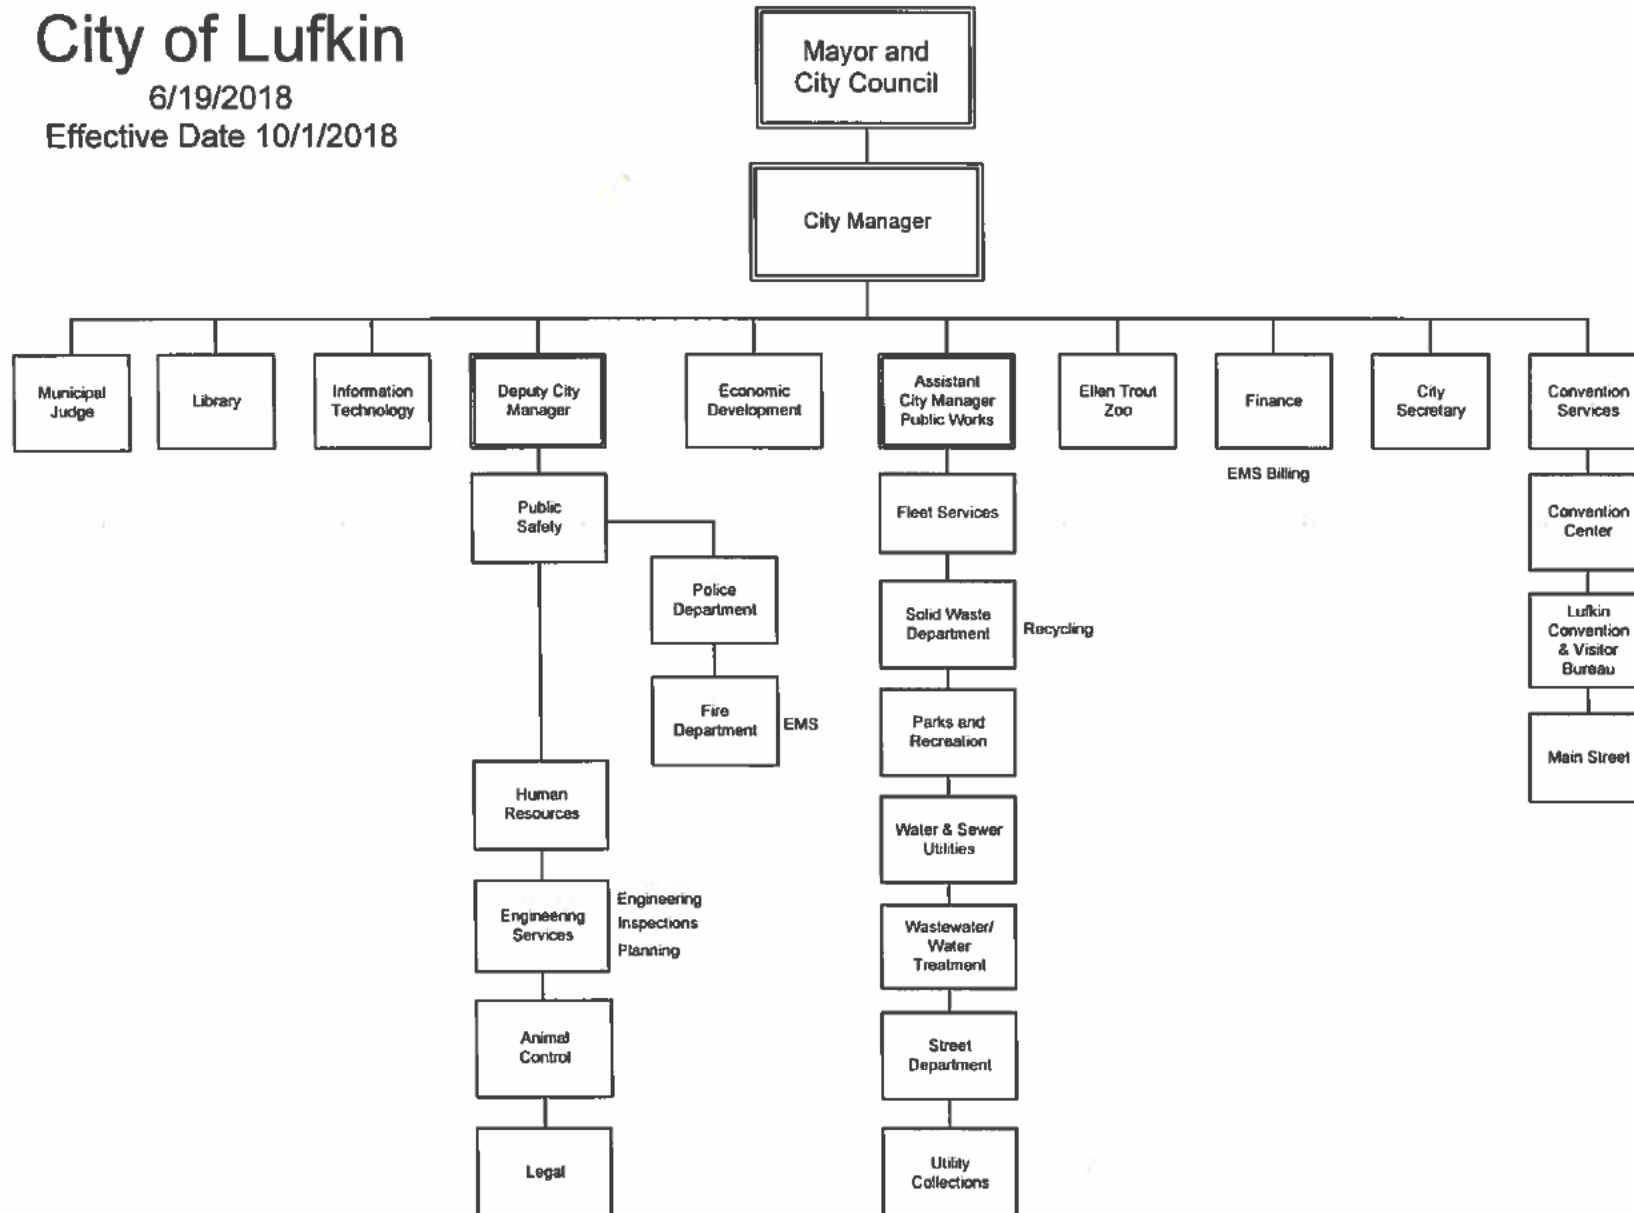 City of Lufkin
6/19/2018
Effective Date 10/1/2018
Mayor and
City Council
City Manager
Municipal
Judge
Library
Information
Technology
Deputy City
Manager
Economic
Development
Assistant
City Manager
Public Works
Ellen Trout
Zoo
Finance
City
Secretary
Convention
Services
EMS Billing
Public
Safety
Police
Department
Fire
Department
EMS
Human
Resources
Engineering
Services
Engineering
Inspections
Planning
Animal
Control
Legal
Fleet Services
Solid Waste
Department
Recycling
Parks and
Recreation
Water & Sewer
Utilities
Wastewater/
Water
Treatment
Street
Department
Utility
Collections
Convention
Center
Lufkin
Convention
& Visitor
Bureau
Main Street